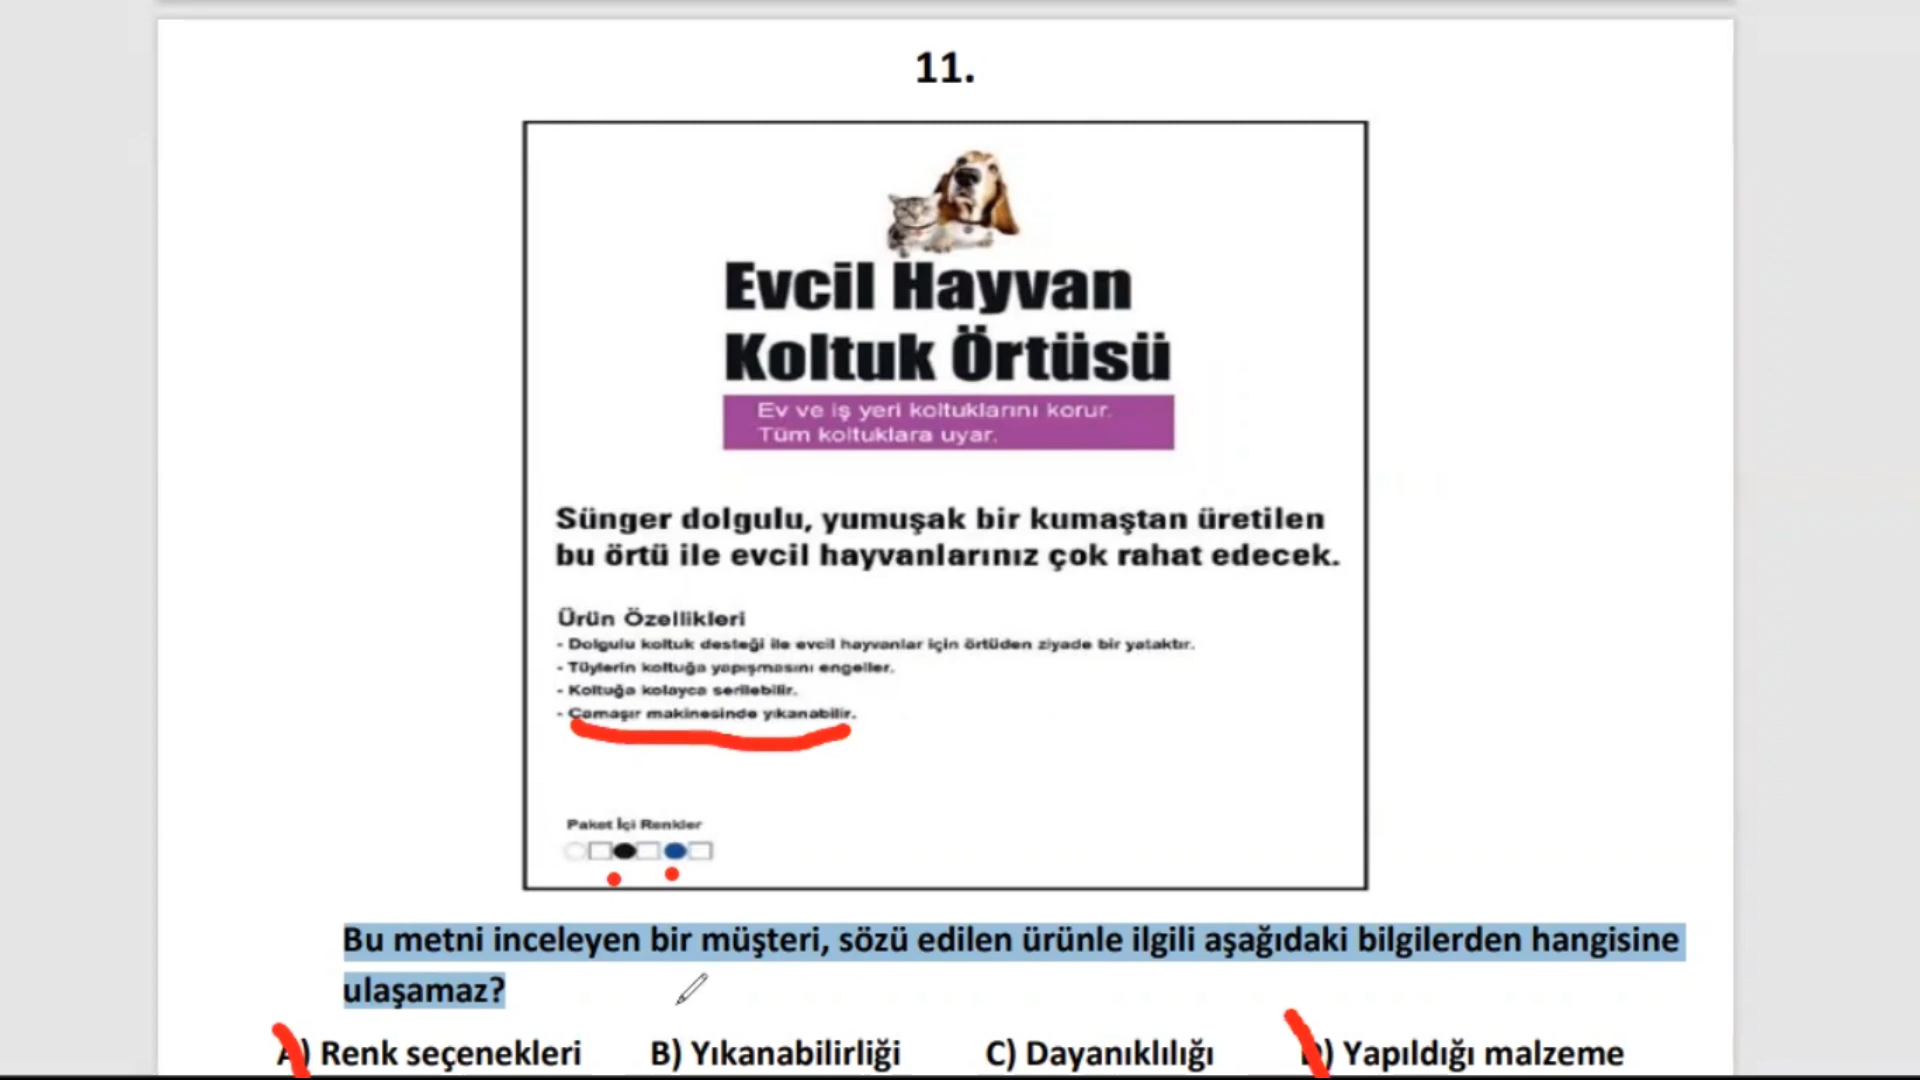 11.
Evcil Hayvan
Koltuk Örtüsü
Ev ve iş yeri koltuklarını korur.
Tüm koltuklara uyar.
Sünger dolgulu, yumuşak bir kumaştan üretilen
bu örtü ile evcil hayvanlarınız çok rahat edecek.
Ürün Özellikleri
- Dolgulu koltuk desteği ile evcil hayvanlar için örtüden ziyade bir yataktır.
- Tüylerin koltuğa yapışmasını engeller.
- Koltuğa kolayca serilebilir.
- Çamaşır makinesinde yıkanabilir.
Paket İçi Renkler
Bu metni inceleyen bir müşteri, sözü edilen ürünle ilgili aşağıdaki bilgilerden hangisine
ulaşamaz?
A) Renk seçenekleri B) Yıkanabilirliği C) Dayanıklılığı D) Yapıldığı malzeme